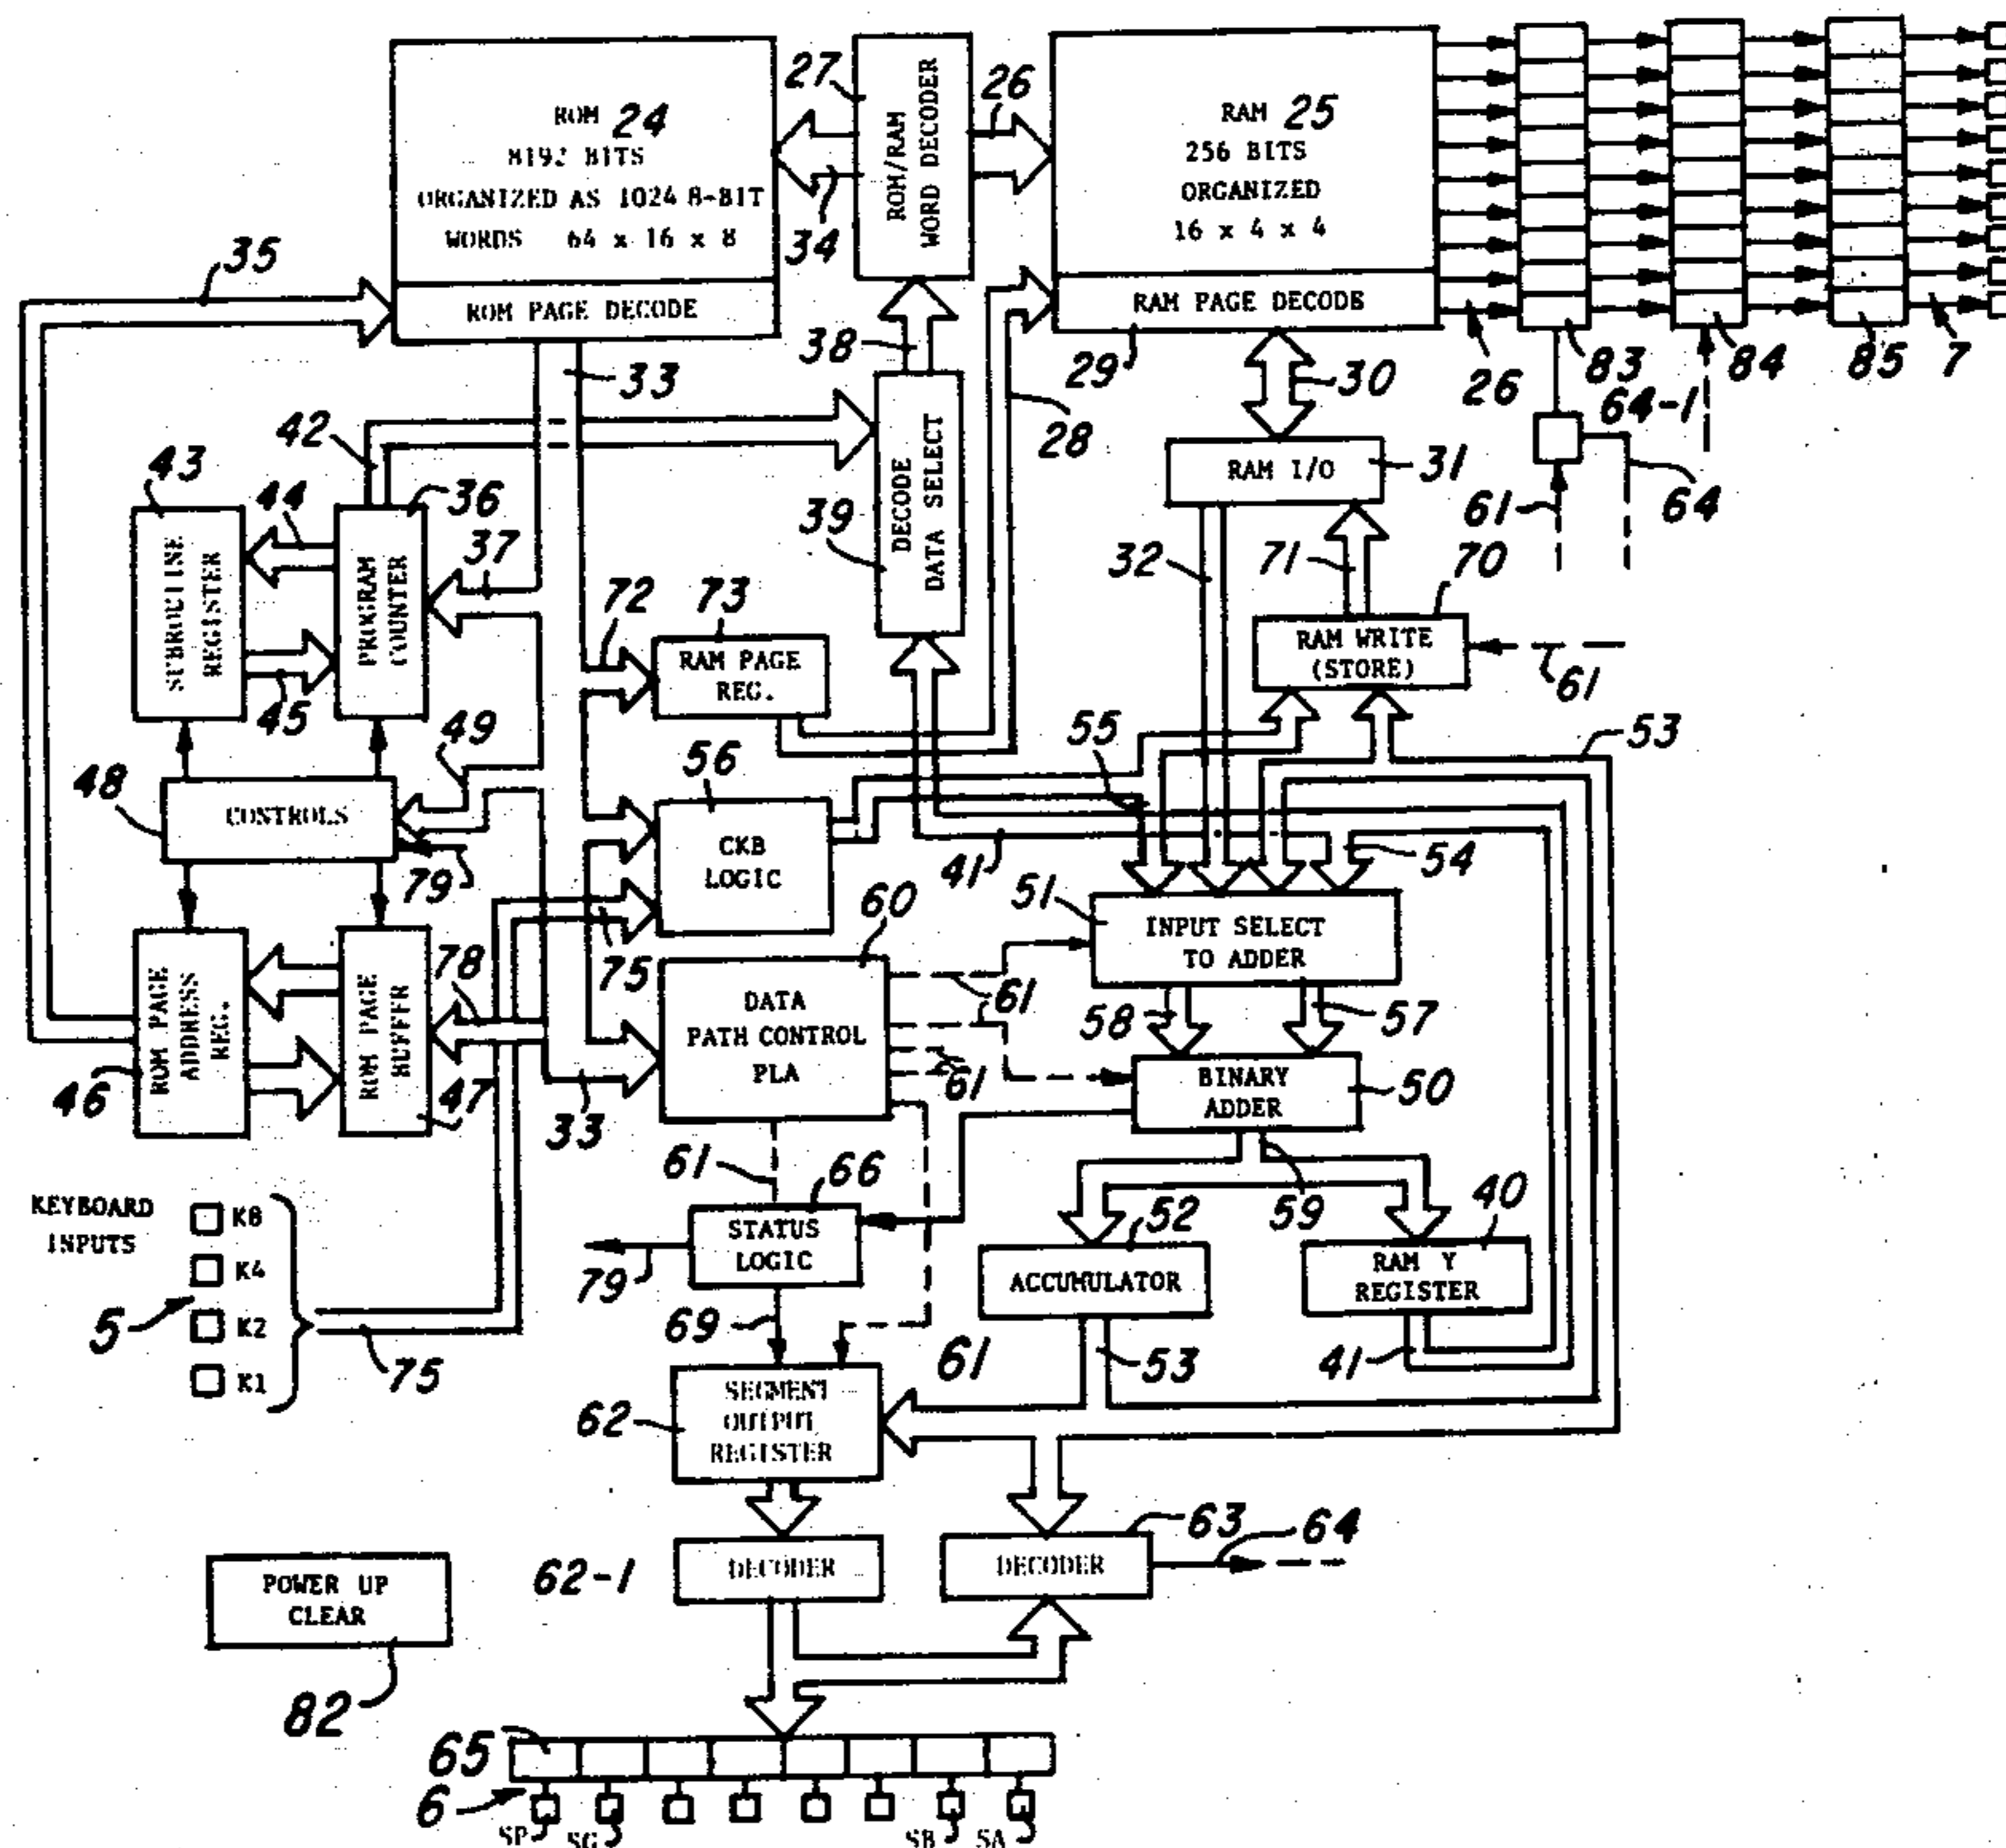 ROM 24
8192 BITS
ORGANIZED AS 1024 8-BIT
WORDS 64 x 16 x 8
ROM PAGE DECODE
27
ROM/RAM
WORD DECODER
26
34
RAM 25
256 BITS
ORGANIZED
16 x 4 x 4
RAM PAGE DECODE
35
33
38
29
30
28
26
83
84
85
7
64-1
42
43
44
36
37
SUBROUTINE
REGISTER
PROGRAM
COUNTER
45
39
DECODE
DATA SELECT
RAM I/O
31
61
64
32
71
70
72
73
RAM PAGE
REG.
RAM WRITE
(STORE)
61
49
48
CONTROLS
79
56
CKB
LOGIC
55
53
41
54
51
INPUT SELECT
TO ADDER
60
DATA
PATH CONTROL
PLA
75
78
61
61
58
57
ROM PAGE
ADDRESS
REG.
ROM PAGE
BUFFER
46
47
33
BINARY
ADDER
50
61
66
59
40
KEYBOARD
INPUTS
K8
K4
K2
K1
5
75
STATUS
LOGIC
79
69
52
ACCUMULATOR
RAM Y
REGISTER
61
53
41
62
SEGMENT
OUTPUT
REGISTER
62-1
DECODER
DECODER
63
64
POWER UP
CLEAR
82
65
6
SP
SG
SB
SA